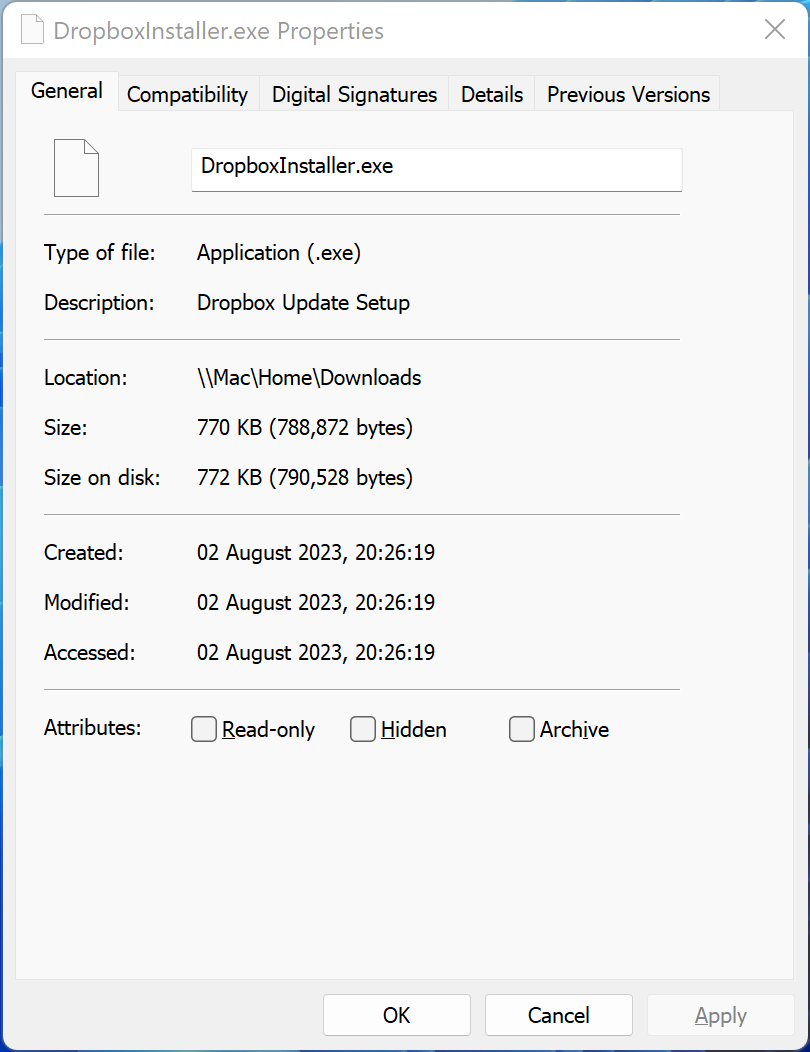 DropboxInstaller.exe Properties
General Compatibility Digital Signatures Details Previous Versions
DropboxInstaller.exe
Type of file: Application (.exe)
Description: Dropbox Update Setup
Location: \\Mac\Home\Downloads
Size: 770 KB (788,872 bytes)
Size on disk: 772 KB (790,528 bytes)
Created: 02 August 2023, 20:26:19
Modified: 02 August 2023, 20:26:19
Accessed: 02 August 2023, 20:26:19
Attributes: Read-only Hidden Archive
OK Cancel Apply